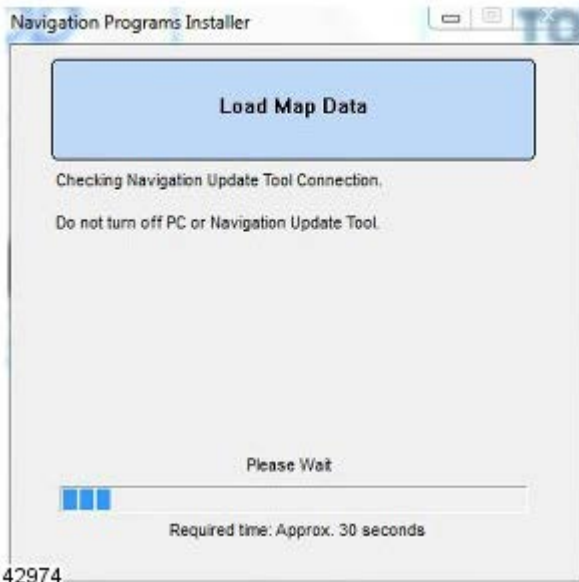 Navigation Programs Installer
TO
Load Map Data
Checking Navigation Update Tool Connection.
Do not turn off PC or Navigation Update Tool.
Please Wait
Required time: Approx. 30 seconds
42974